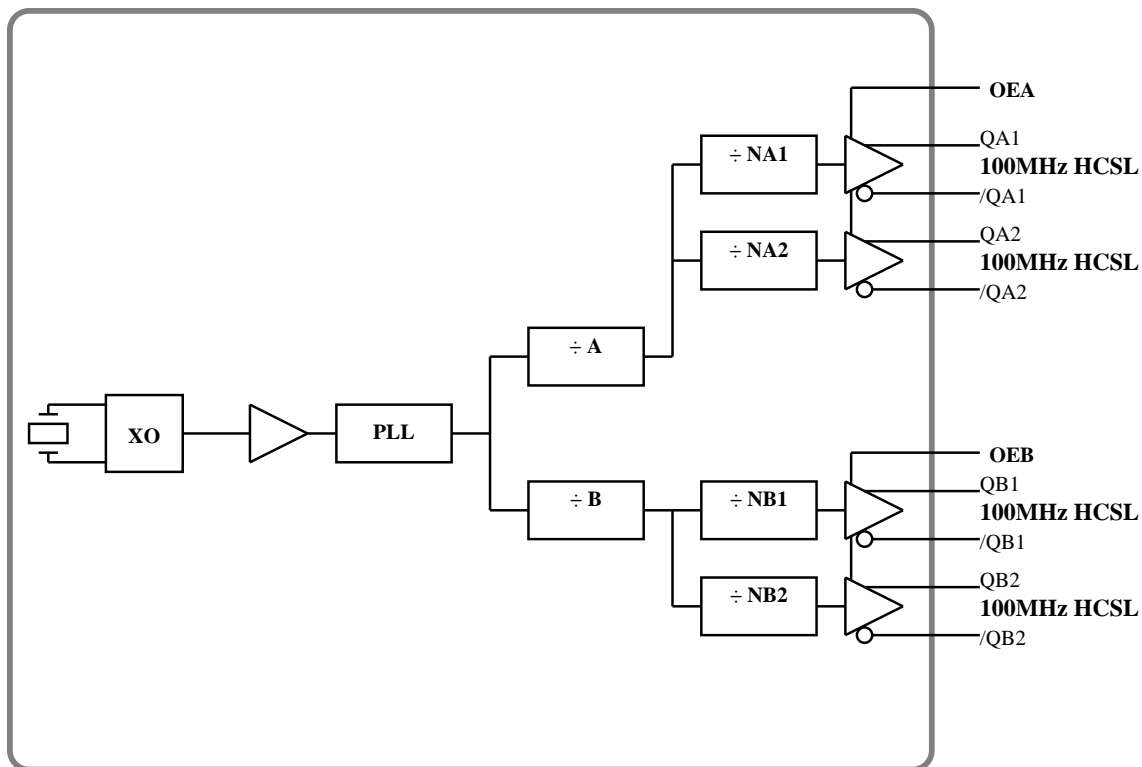 OEA
÷ NA1
QA1
100MHz HCSL
/QA1
÷ NA2
QA2
100MHz HCSL
/QA2
÷ A
XO
PLL
OEB
÷ B
÷ NB1
QB1
100MHz HCSL
/QB1
÷ NB2
QB2
100MHz HCSL
/QB2